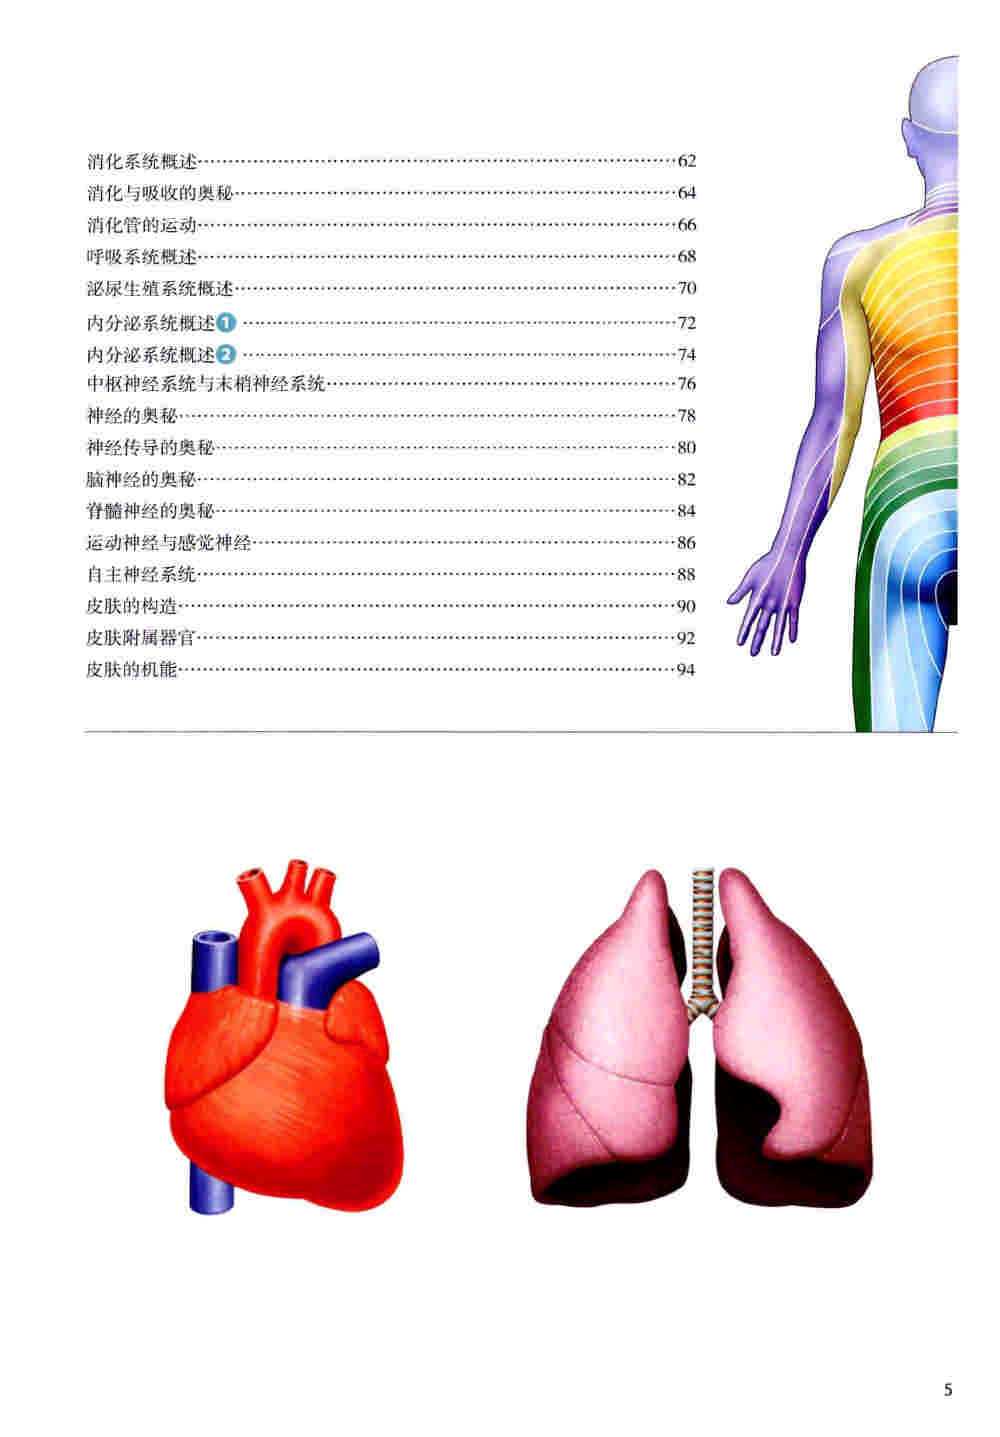 消化系统概述……………………………………………………………………62
消化与吸收的奥秘………………………………………………………………64
消化管的运动……………………………………………………………………66
呼吸系统概述……………………………………………………………………68
泌尿生殖系统概述………………………………………………………………70
内分泌系统概述1 ………………………………………………………………72
内分泌系统概述2 ………………………………………………………………74
中枢神经系统与末梢神经系统…………………………………………………76
神经的奥秘………………………………………………………………………78
神经传导的奥秘…………………………………………………………………80
脑神经的奥秘……………………………………………………………………82
脊髓神经的奥秘…………………………………………………………………84
运动神经与感觉神经……………………………………………………………86
自主神经系统……………………………………………………………………88
皮肤的构造………………………………………………………………………90
皮肤附属器官……………………………………………………………………92
皮肤的机能………………………………………………………………………94
5